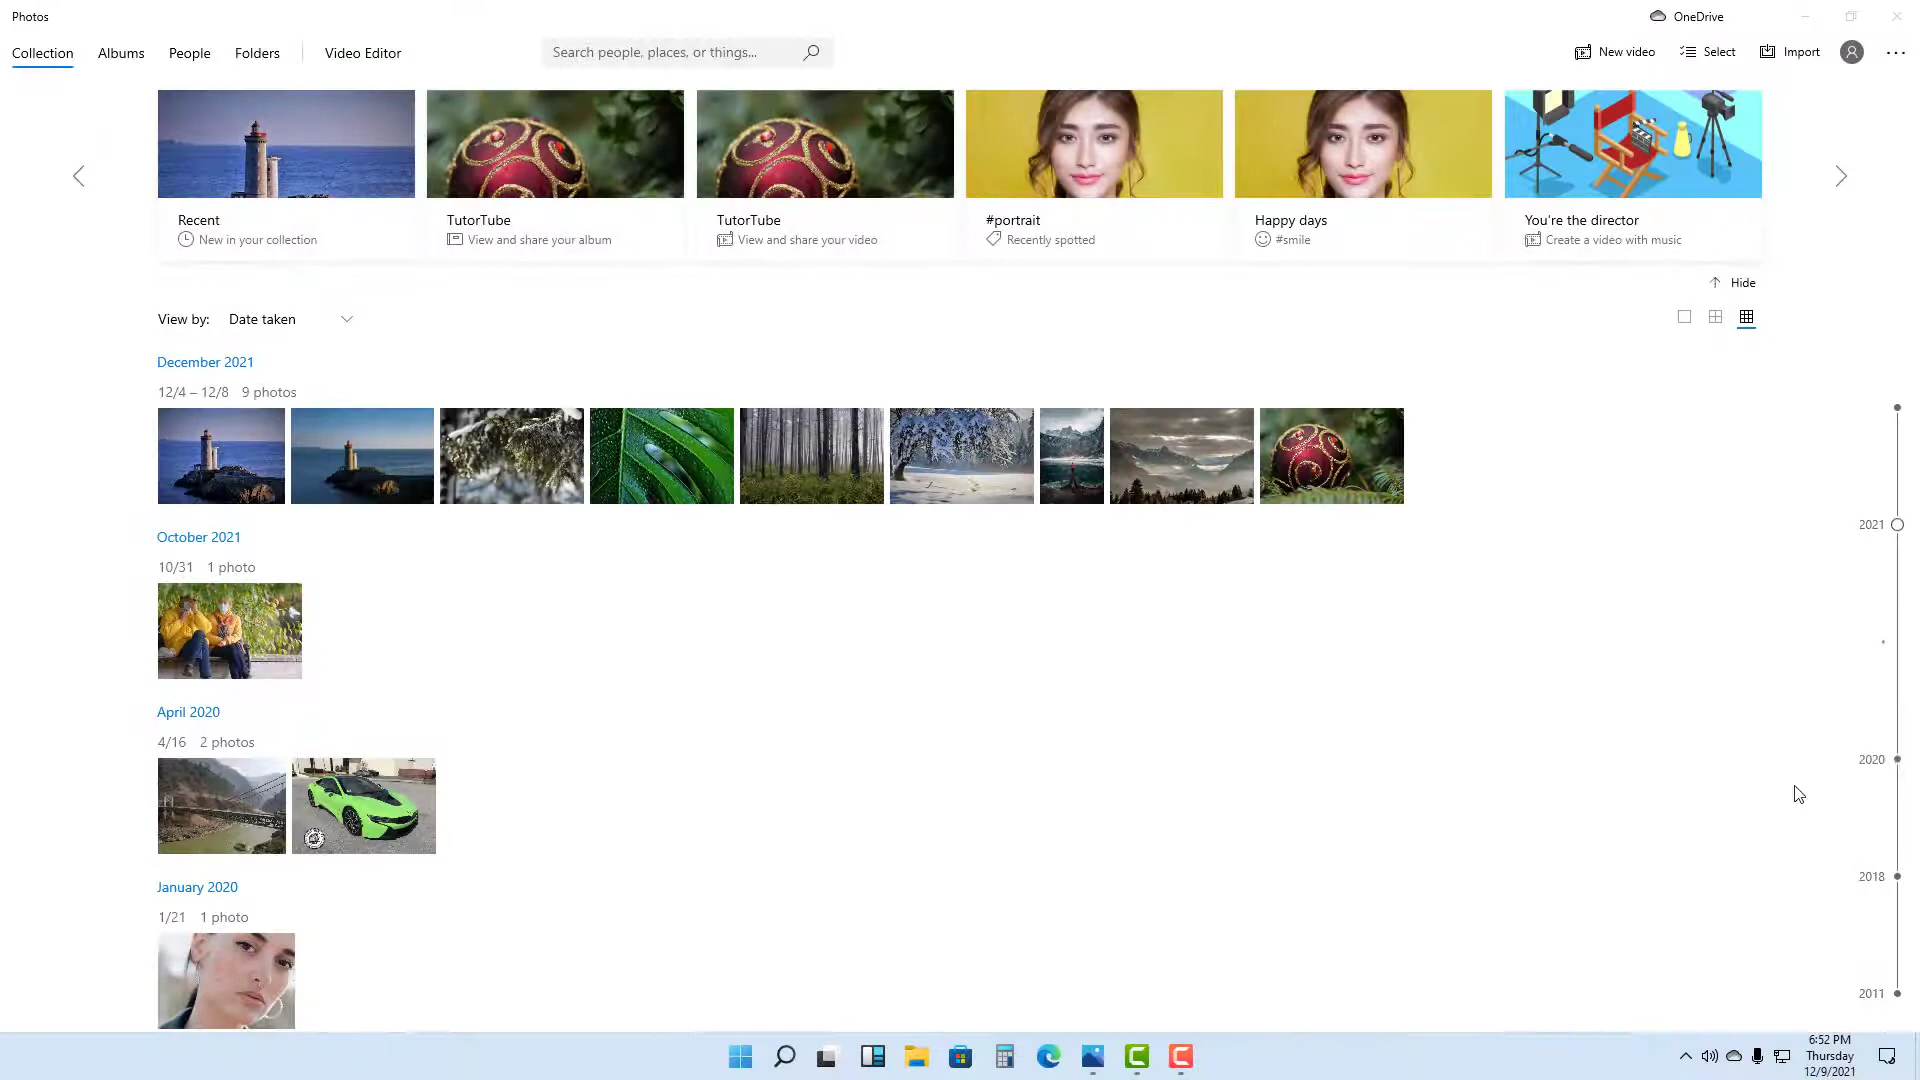 Photos
OneDrive
Collection
Albums
People
Folders
Video Editor
Search people, places, or things...
New video
Select
Import
Recent
New in your collection
TutorTube
View and share your album
TutorTube
View and share your video
#portrait
Recently spotted
Happy days
#smile
You're the director
Create a video with music
Hide
View by:
Date taken
December 2021
12/4 – 12/8 9 photos
October 2021
10/31 1 photo
April 2020
4/16 2 photos
January 2020
1/21 1 photo
2021
2020
2018
2011
6:52 PM
Thursday
12/9/2021